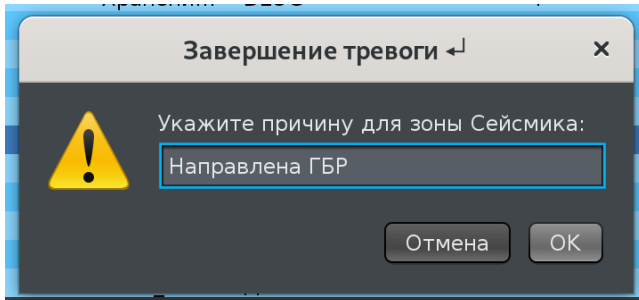 Завершение тревоги ↵
Укажите причину для зоны Сейсмика:
Направлена ГБР
Отмена
OK